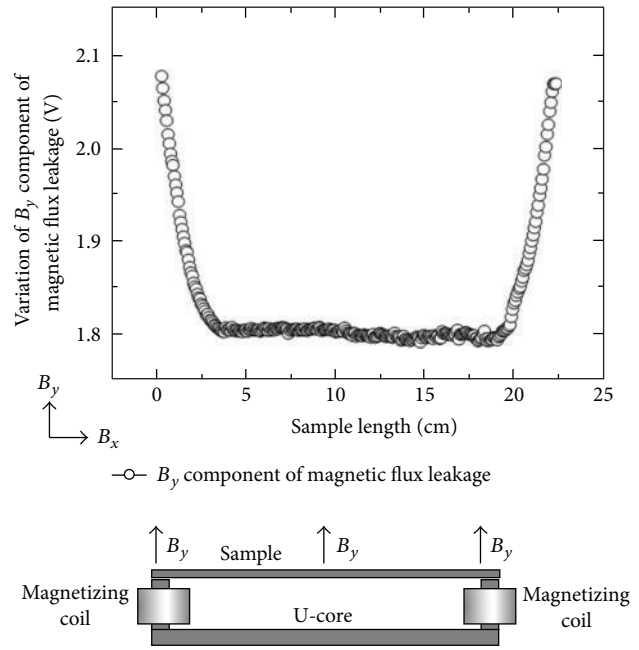 Variation of By component of
magnetic flux leakage (V)
2.1
2.0
1.9
1.8
0
5
10
15
20
25
Sample length (cm)
By
Bx
By component of magnetic flux leakage
By
By
By
Sample
Magnetizing
coil
U-core
Magnetizing
coil